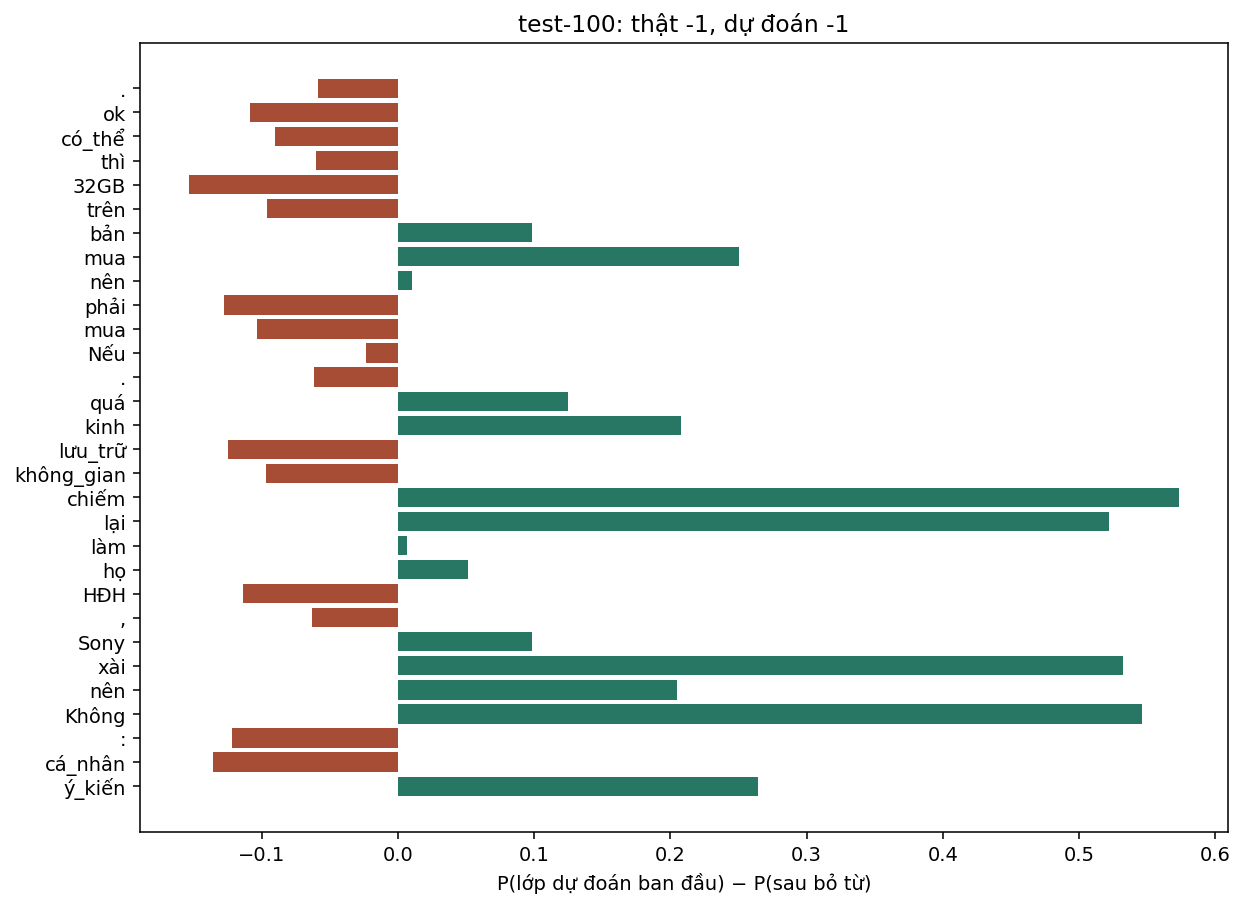 test-100: thật -1, dự đoán -1
.
ok
có_thể
thì
32GB
trên
bản
mua
nên
phải
mua
Nếu
.
quá
kinh
lưu_trữ
không_gian
chiếm
lại
làm
họ
HĐH
,
Sony
xài
nên
Không
:
cá_nhân
ý_kiến
−0.1 0.0 0.1 0.2 0.3 0.4 0.5 0.6
P(lớp dự đoán ban đầu) − P(sau bỏ từ)